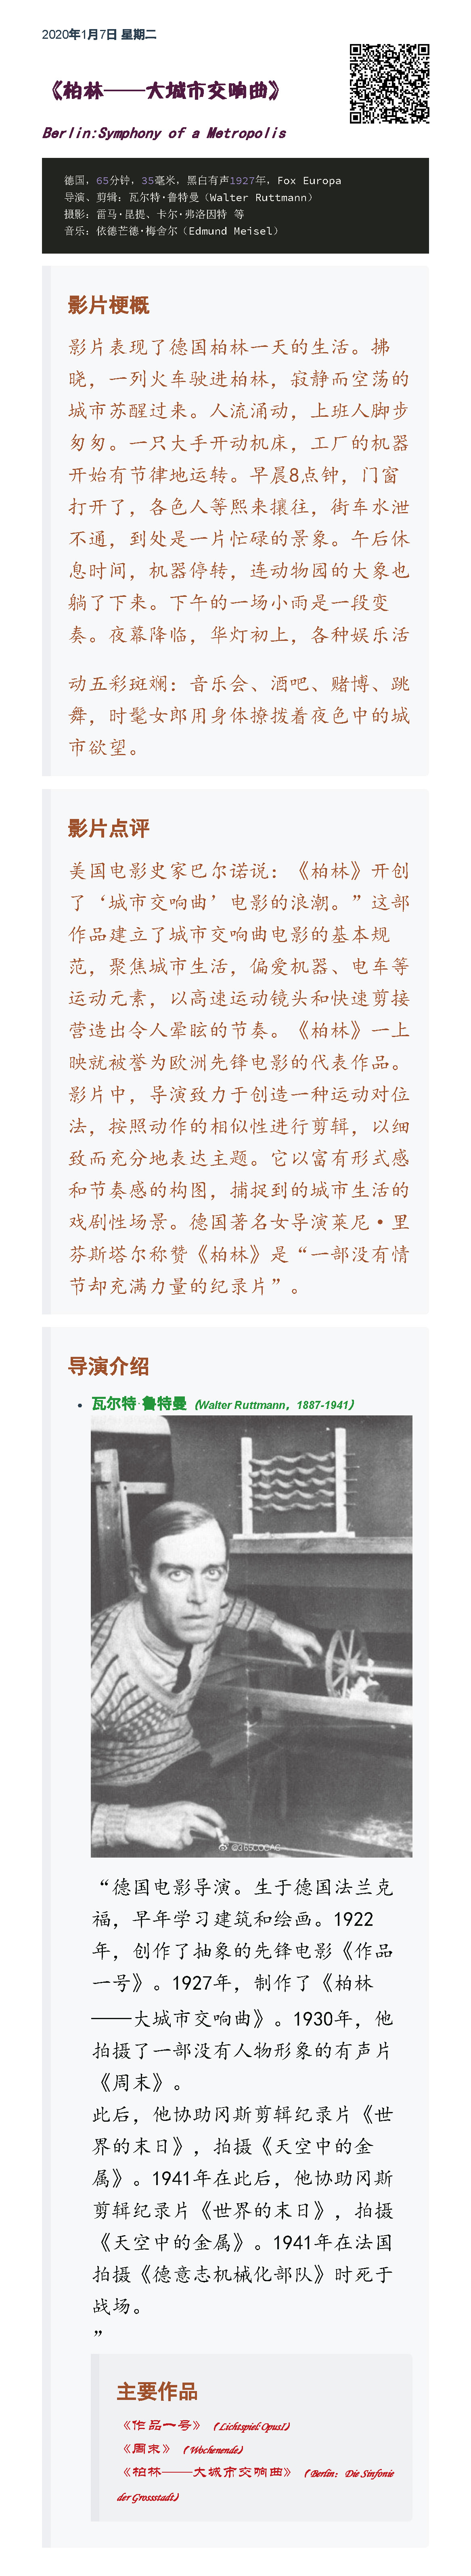 2020年1月7日 星期二
《柏林——大城市交响曲》
Berlin:Symphony of a Metropolis
德国，65分钟，35毫米，黑白有声1927年，Fox Europa
导演、剪辑：瓦尔特·鲁特曼（Walter Ruttmann）
摄影：雷马·昆提、卡尔·弗洛因特 等
音乐：依德芒德·梅舍尔（Edmund Meisel）
影片梗概
影片表现了德国柏林一天的生活。拂
晓，一列火车驶进柏林，寂静而空荡的
城市苏醒过来。人流涌动，上班人脚步
匆匆。一只大手开动机床，工厂的机器
开始有节律地运转。早晨8点钟，门窗
打开了，各色人等熙来攘往，街车水泄
不通，到处是一片忙碌的景象。午后休
息时间，机器停转，连动物园的大象也
躺了下来。下午的一场小雨是一段变
奏。夜幕降临，华灯初上，各种娱乐活
动五彩斑斓：音乐会、酒吧、赌博、跳
舞，时髦女郎用身体撩拨着夜色中的城
市欲望。
影片点评
美国电影史家巴尔诺说：《柏林》开创
了‘城市交响曲’电影的浪潮。”这部
作品建立了城市交响曲电影的基本规
范，聚焦城市生活，偏爱机器、电车等
运动元素，以高速运动镜头和快速剪接
营造出令人晕眩的节奏。《柏林》一上
映就被誉为欧洲先锋电影的代表作品。
影片中，导演致力于创造一种运动对位
法，按照动作的相似性进行剪辑，以细
致而充分地表达主题。它以富有形式感
和节奏感的构图，捕捉到的城市生活的
戏剧性场景。德国著名女导演莱尼·里
芬斯塔尔称赞《柏林》是“一部没有情
节却充满力量的纪录片”。
导演介绍
瓦尔特·鲁特曼（Walter Ruttmann，1887-1941）
@365COCAC
“德国电影导演。生于德国法兰克
福，早年学习建筑和绘画。1922
年，创作了抽象的先锋电影《作品
一号》。1927年，制作了《柏林
——大城市交响曲》。1930年，他
拍摄了一部没有人物形象的有声片
《周末》。
此后，他协助冈斯剪辑纪录片《世
界的末日》，拍摄《天空中的金
属》。1941年在此后，他协助冈斯
剪辑纪录片《世界的末日》，拍摄
《天空中的金属》。1941年在法国
拍摄《德意志机械化部队》时死于
战场。
”
主要作品
《作品一号》（Lichtspiel:OpusI）
《周末》（Wochenende）
《柏林——大城市交响曲》（Berlin：Die Sinfonie
der Grossstadt）